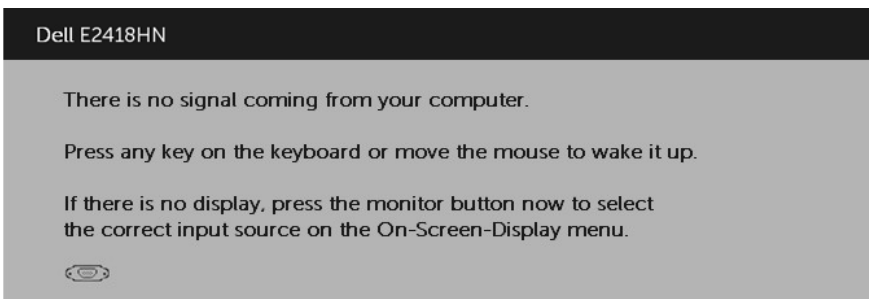 Dell E2418HN
There is no signal coming from your computer.
Press any key on the keyboard or move the mouse to wake it up.
If there is no display, press the monitor button now to select
the correct input source on the On-Screen-Display menu.